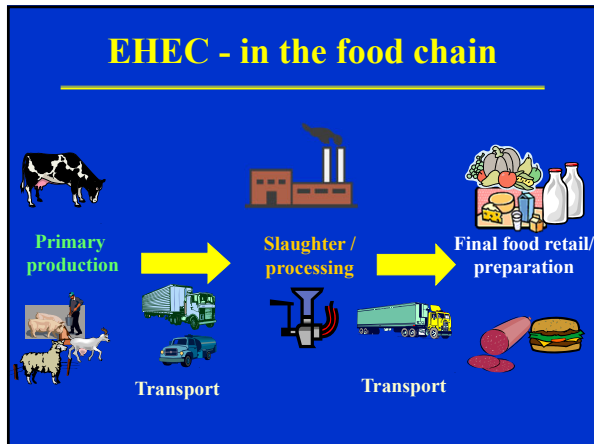 EHEC - in the food chain
Primary
production
Slaughter /
processing
Final food retail/
preparation
Transport
Transport